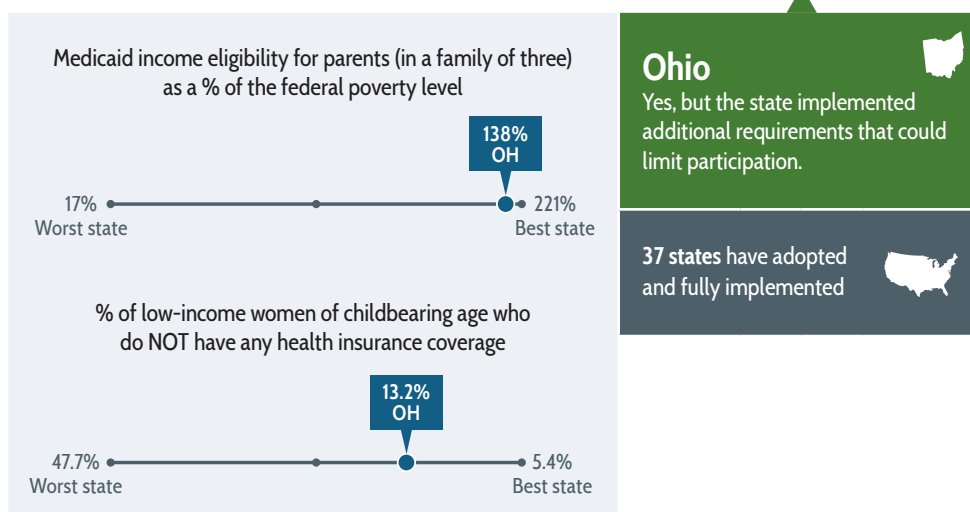 Medicaid income eligibility for parents (in a family of three)
as a % of the federal poverty level
138%
OH
17%
Worst state
221%
Best state
% of low-income women of childbearing age who
do NOT have any health insurance coverage
13.2%
OH
47.7%
Worst state
5.4%
Best state
Ohio
Yes, but the state implemented
additional requirements that could
limit participation.
37 states have adopted
and fully implemented